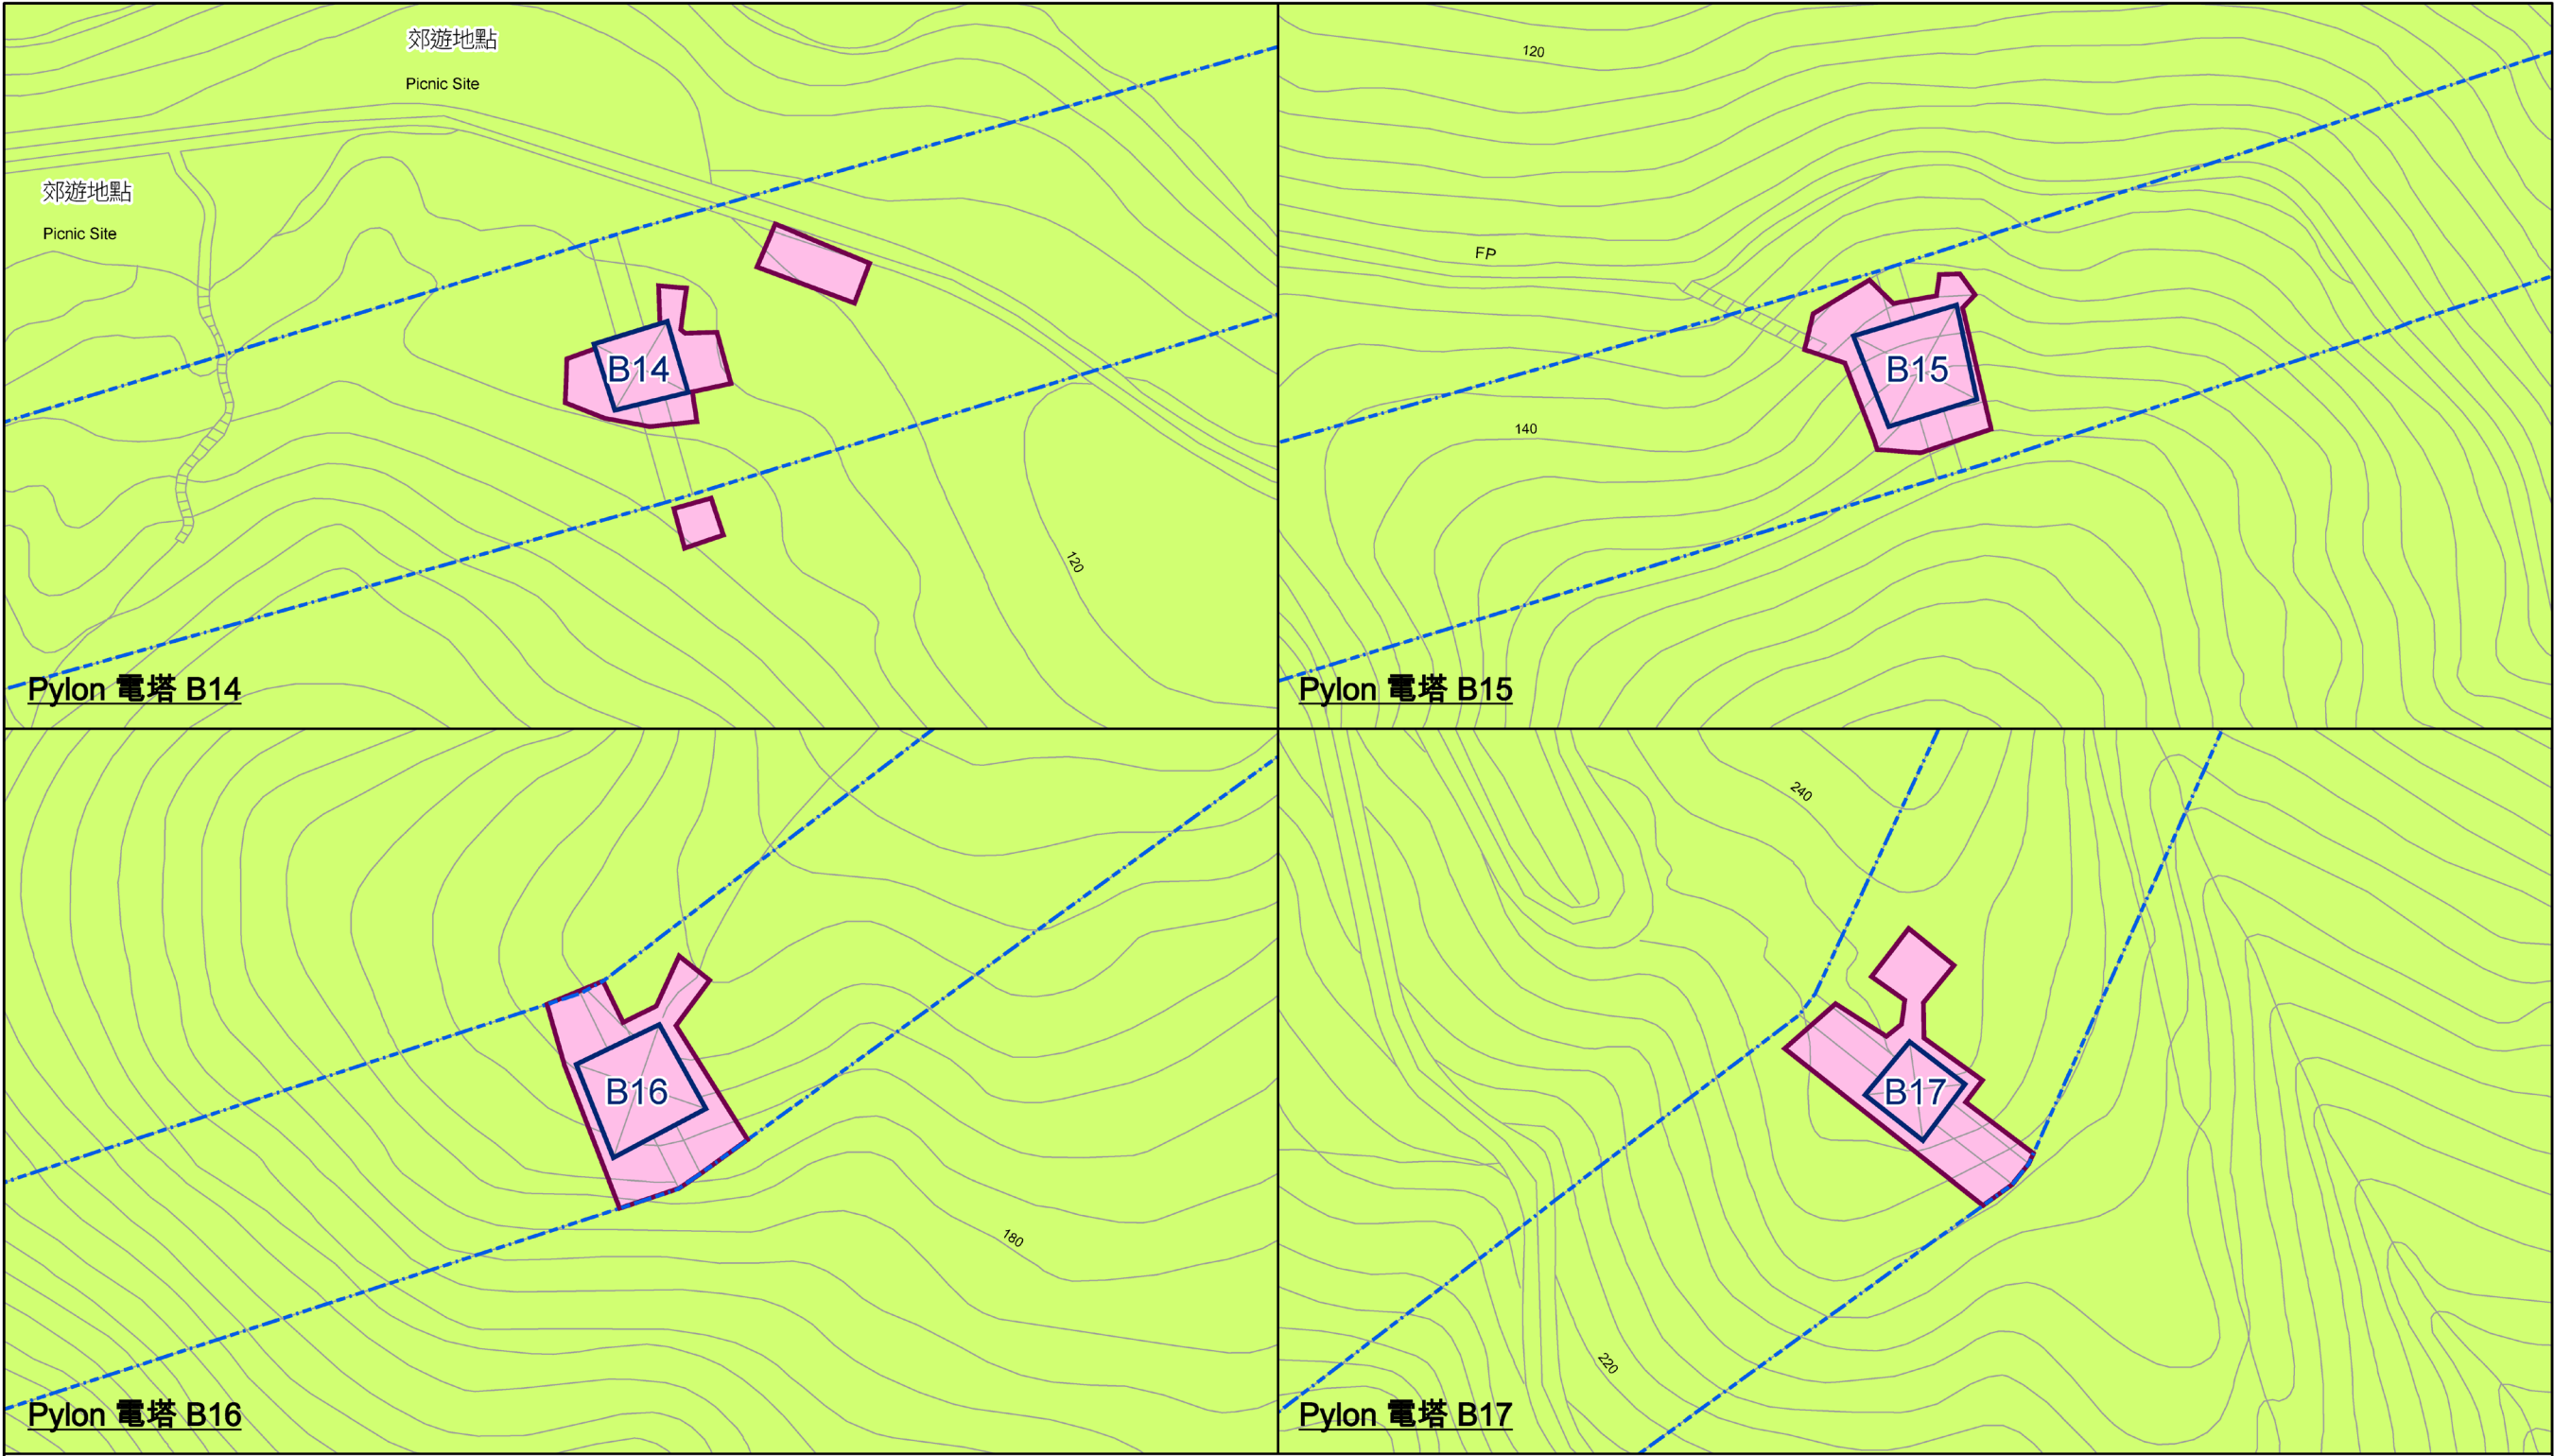 郊遊地點
Picnic Site
郊遊地點
Picnic Site
B14
120
Pylon 電塔 B14
120
FP
B15
140
Pylon 電塔 B15
B16
180
Pylon 電塔 B16
240
B17
220
Pylon 電塔 B17